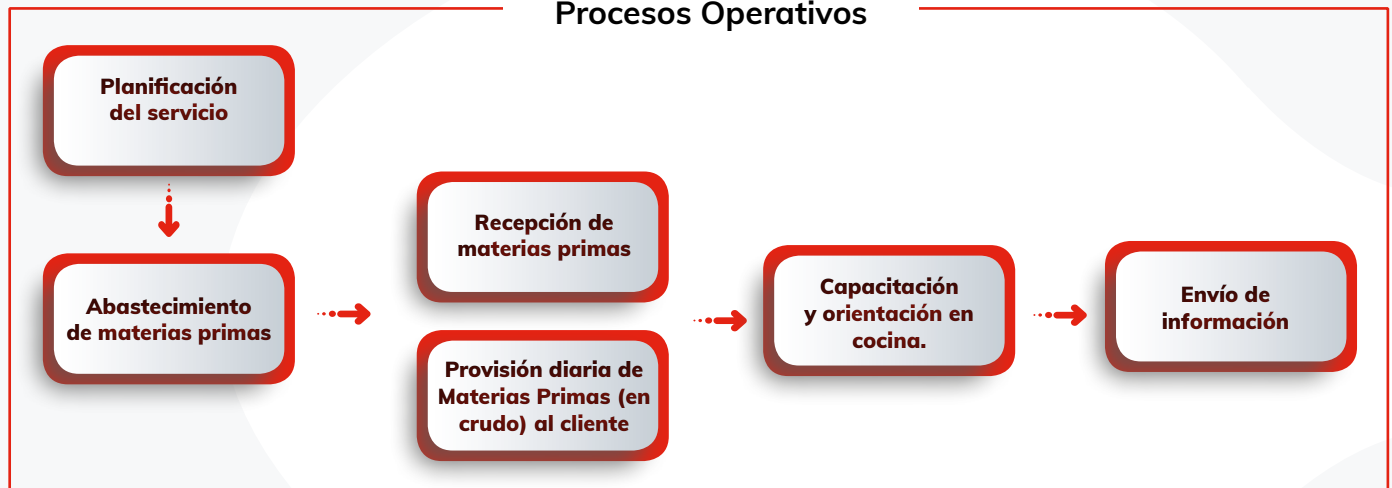 Procesos Operativos
Planificación
del servicio
Abastecimiento
de materias primas
Recepción de
materias primas
Provisión diaria de
Materias Primas (en
crudo) al cliente
Capacitación
y orientación en
cocina.
Envío de
información